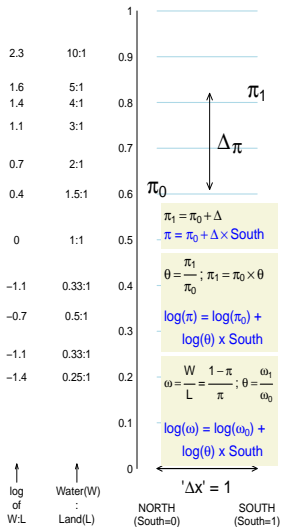 1
2.3 10:1 0.9
1.6 5:1
1.4 4:1 0.8
1.1 3:1
0.7
0.7 2:1
0.4 1.5:1 0.6
0 1:1 0.5
−1.1 0.33:1 0.4
−0.7 0.5:1
0.3
−1.1 0.33:1
−1.4 0.25:1 0.2
0.1
0
π₁
Δπ
π₀
π₁ = π₀ + Δ
π = π₀ + Δ × South
θ = π₁/π₀ ; π₁ = π₀ × θ
log(π) = log(π₀) +
log(θ) x South
ω = W/L = (1−π)/π ; θ = ω₁/ω₀
log(ω) = log(ω₀) +
log(θ) x South
'Δx' = 1
log
of
W:L
Water(W)
:
Land(L)
NORTH
(South=0)
SOUTH
(South=1)